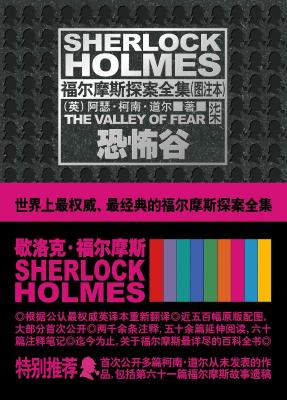 SHERLOCK
HOLMES
福尔摩斯探案全集(图注本)
(英)阿瑟·柯南·道尔■著■柒
THE VALLEY OF FEAR
恐怖谷
世界上最权威、最经典的福尔摩斯探案全集
歇洛克·福尔摩斯
SHERLOCK
HOLMES
◎根据公认最权威英译本重新翻译◎近五百幅原版配图,
大部分首次公开◎两千余条注释,五十余篇延伸阅读,六十
篇注释笔记◎迄今为止,关于福尔摩斯最详尽的百科全书◎
特别推荐
首次公开多篇柯南·道尔从未发表的作
品,包括第六十一篇福尔摩斯故事遗稿